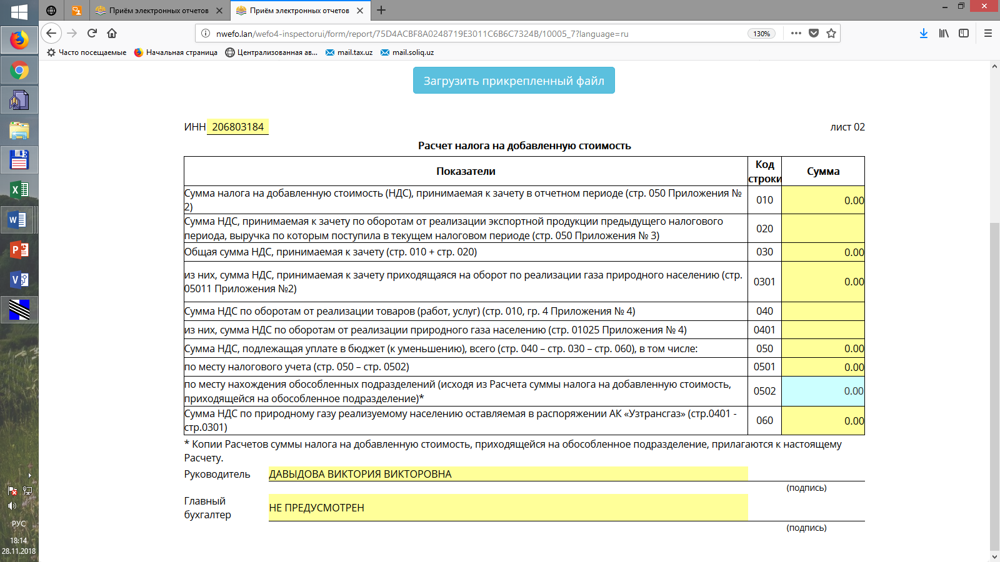 Приём электронных отчетов
Приём электронных отчетов
nwefo.lan/wefo4-inspectorui/form/report/75D4ACBF8A0248719E3011C6B6C7324B/10005_7?language=ru
130%
Часто посещаемые
Начальная страница
Централизованная ав...
mail.tax.uz
mail.soliq.uz
Загрузить прикрепленный файл
ИНН 206803184
лист 02
Расчет налога на добавленную стоимость
Показатели
Код
строки
Сумма
Сумма налога на добавленную стоимость (НДС), принимаемая к зачету в отчетном периоде (стр. 050 Приложения №
2)
010
0.00
Сумма НДС, принимаемая к зачету по оборотам от реализации экспортной продукции предыдущего налогового
периода, выручка по которым поступила в текущем налоговом периоде (стр. 050 Приложения № 3)
020
Общая сумма НДС, принимаемая к зачету (стр. 010 + стр. 020)
030
0.00
из них, сумма НДС, принимаемая к зачету приходящаяся на оборот по реализации газа природного населению (стр.
05011 Приложения №2)
0301
0.00
Сумма НДС по оборотам от реализации товаров (работ, услуг) (стр. 010, гр. 4 Приложения № 4)
040
из них, сумма НДС по оборотам от реализации природного газа населению (стр. 01025 Приложения № 4)
0401
Сумма НДС, подлежащая уплате в бюджет (к уменьшению), всего (стр. 040 – стр. 030 – стр. 060), в том числе:
050
0.00
по месту налогового учета (стр. 050 – стр. 0502)
0501
0.00
по месту нахождения обособленных подразделений (исходя из Расчета суммы налога на добавленную стоимость,
приходящейся на обособленное подразделение)*
0502
0.00
Сумма НДС по природному газу реализуемому населению оставляемая в распоряжении АК «Узтрансгаз» (стр.0401 -
стр.0301)
060
0.00
* Копии Расчетов суммы налога на добавленную стоимость, приходящейся на обособленное подразделение, прилагаются к настоящему
Расчету.
Руководитель
ДАВЫДОВА ВИКТОРИЯ ВИКТОРОВНА
(подпись)
Главный
бухгалтер
НЕ ПРЕДУСМОТРЕН
(подпись)
РУС
18:14
28.11.2018